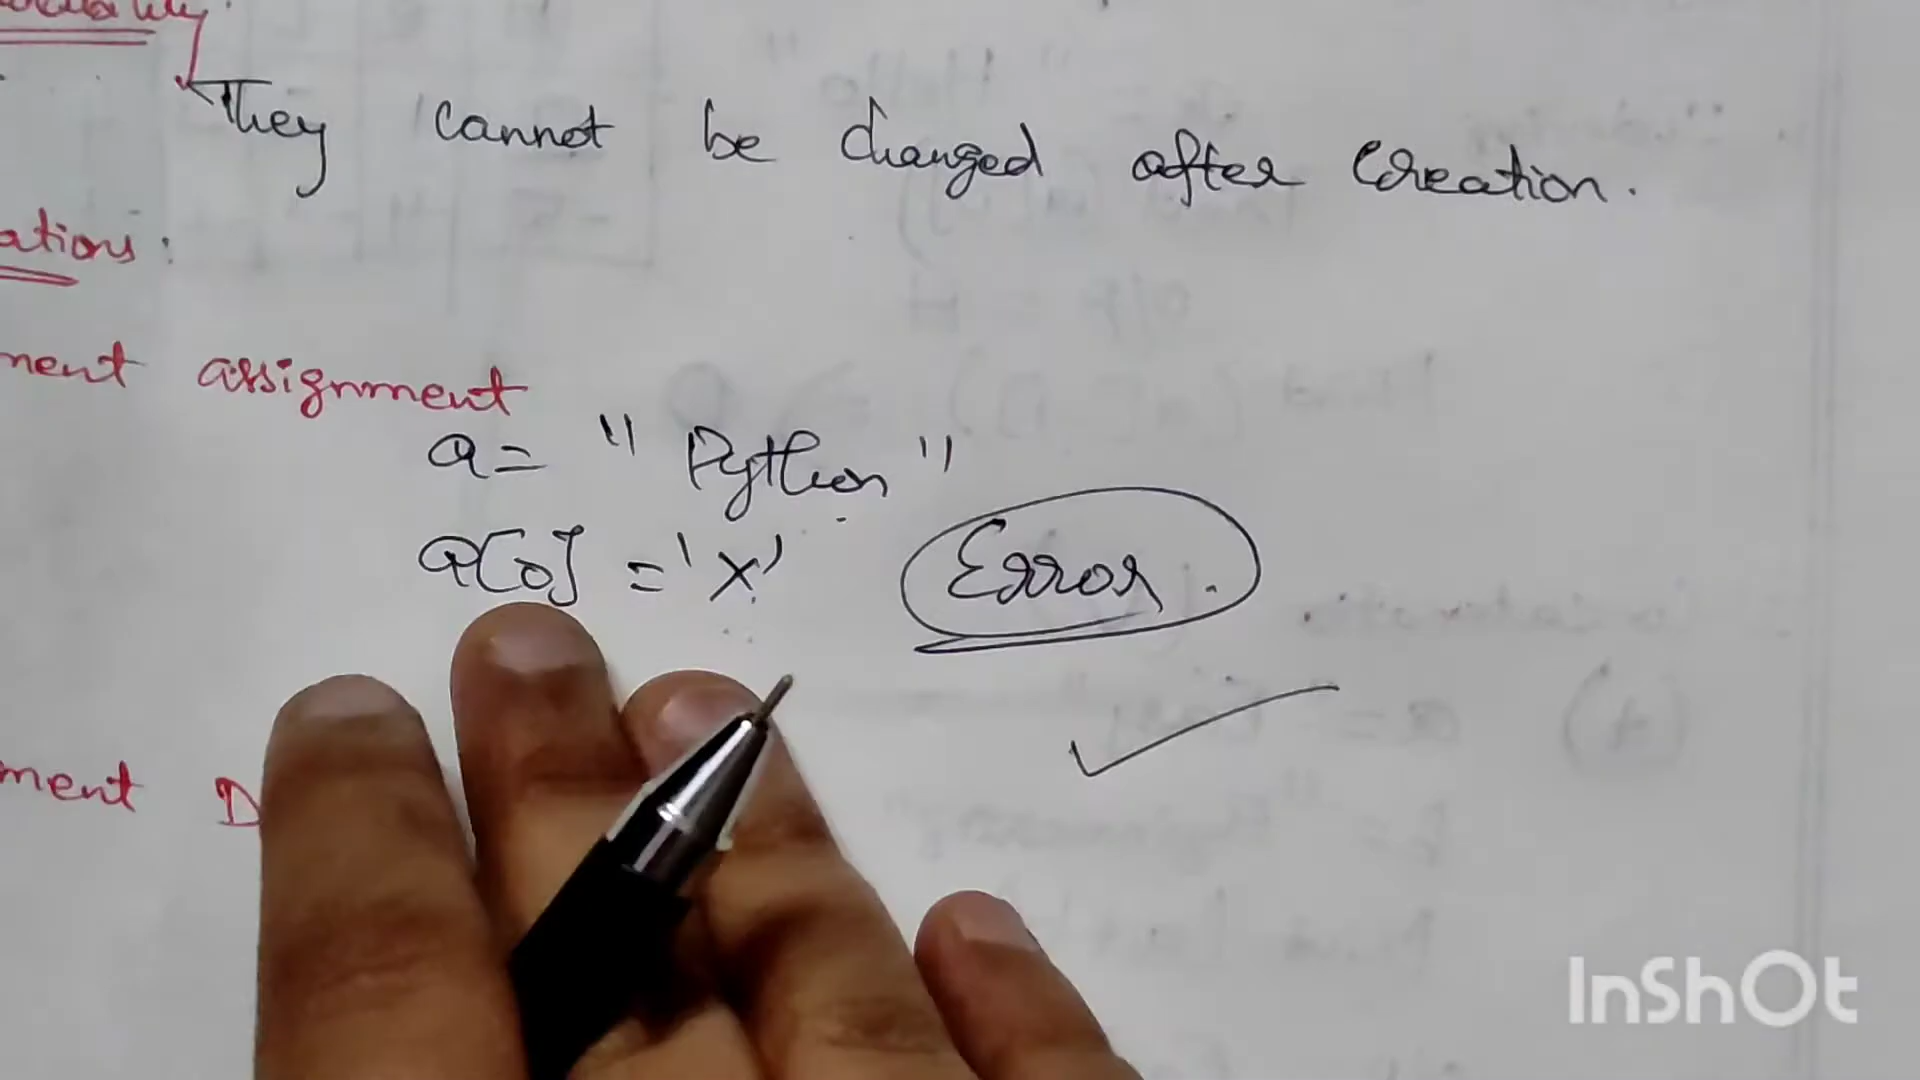 They cannot be changed after Creation.
ations:
ment assignment
a = "Python"
a[0] = 'X' Error.
ment D
InShOt